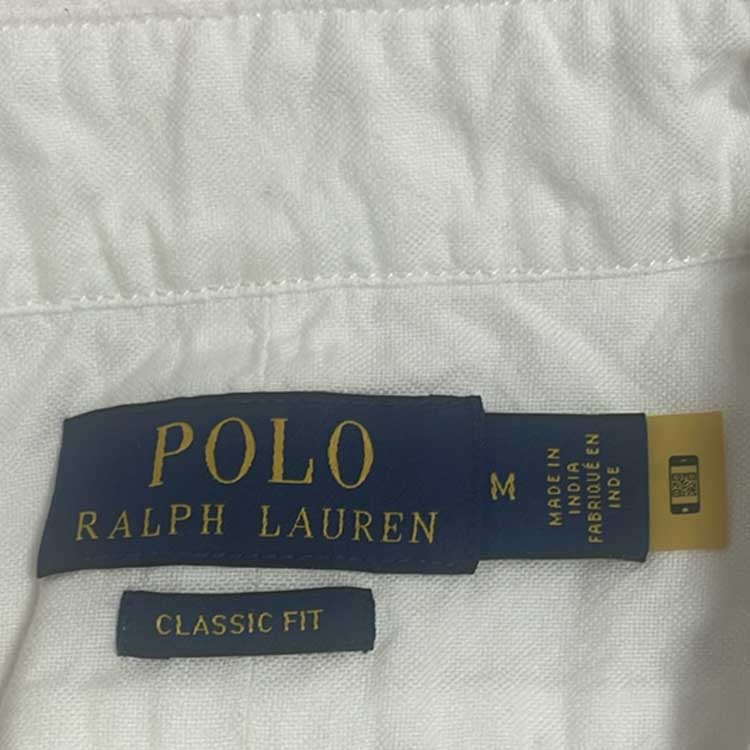 POLO
RALPH LAUREN
M
MADE IN
INDIA
FABRIQUÉ EN
INDE
CLASSIC FIT